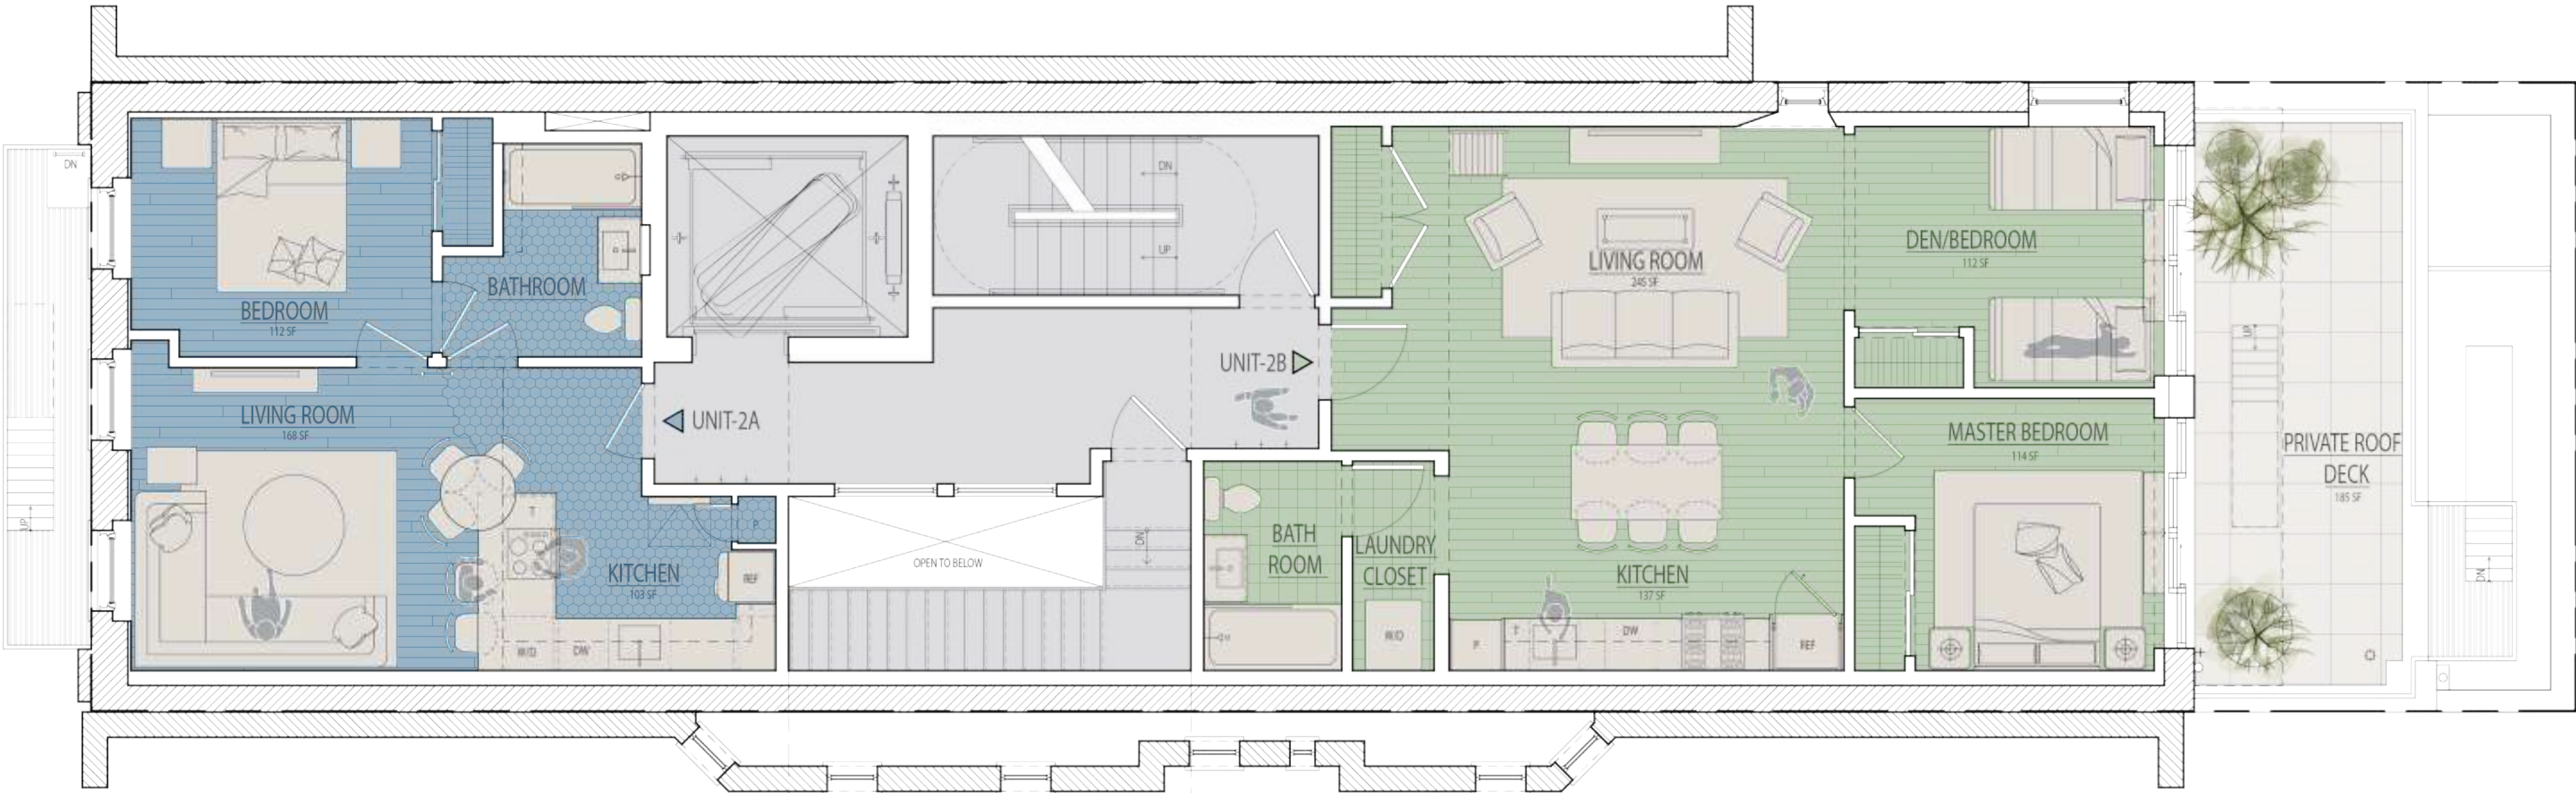 DN
UP
BEDROOM
112 SF
BATHROOM
LIVING ROOM
168 SF
T
KITCHEN
103 SF
P
REF
W/D
DW
UNIT-2A
DN
UP
UNIT-2B
OPEN TO BELOW
DN
LIVING ROOM
245 SF
DEN/BEDROOM
112 SF
MASTER BEDROOM
114 SF
BATH
ROOM
LAUNDRY
CLOSET
W/D
KITCHEN
137 SF
P
T
DW
REF
UP
PRIVATE ROOF
DECK
185 SF
DN